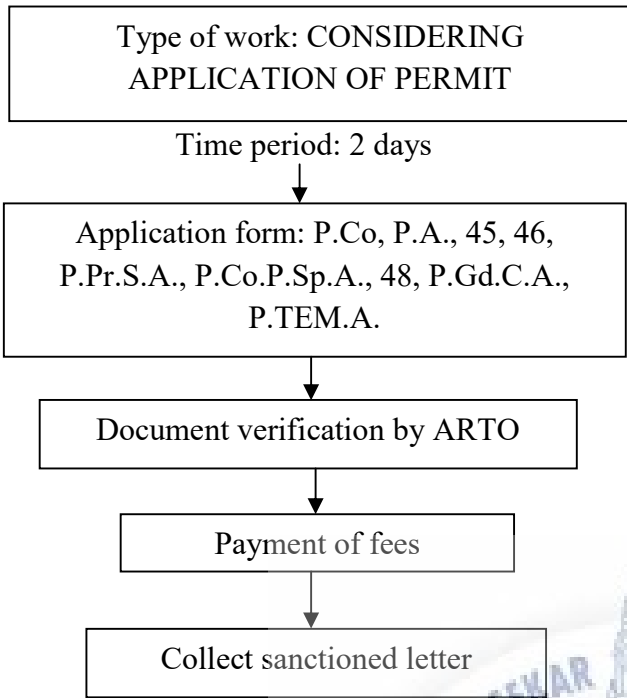 Type of work: CONSIDERING
APPLICATION OF PERMIT
Time period: 2 days
Application form: P.Co, P.A., 45, 46,
P.Pr.S.A., P.Co.P.Sp.A., 48, P.Gd.C.A.,
P.TEM.A.
Document verification by ARTO
Payment of fees
Collect sanctioned letter